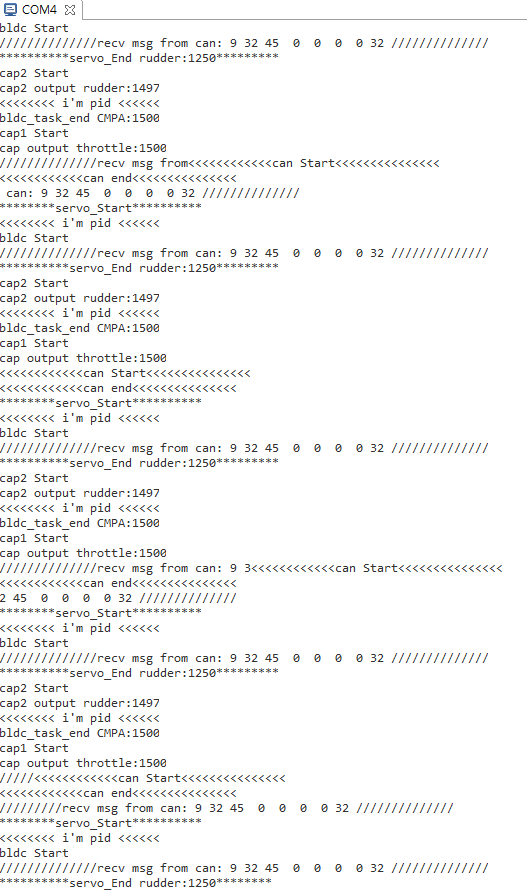 COM4
bldc Start
//////////////recv msg from can: 9 32 45  0  0  0  0 32 //////////////
**********servo_End rudder:1250*********
cap2 Start
cap2 output rudder:1497
<<<<<<<< i'm pid <<<<<<
bldc_task_end CMPA:1500
cap1 Start
cap output throttle:1500
//////////////recv msg from<<<<<<<<<<<<can Start<<<<<<<<<<<<<<<
<<<<<<<<<<<<can end<<<<<<<<<<<<<<<
 can: 9 32 45  0  0  0  0 32 //////////////
********servo_Start**********
<<<<<<<< i'm pid <<<<<<
bldc Start
//////////////recv msg from can: 9 32 45  0  0  0  0 32 //////////////
**********servo_End rudder:1250*********
cap2 Start
cap2 output rudder:1497
<<<<<<<< i'm pid <<<<<<
bldc_task_end CMPA:1500
cap1 Start
cap output throttle:1500
<<<<<<<<<<<<can Start<<<<<<<<<<<<<<<
<<<<<<<<<<<<can end<<<<<<<<<<<<<<<
********servo_Start**********
<<<<<<<< i'm pid <<<<<<
bldc Start
//////////////recv msg from can: 9 32 45  0  0  0  0 32 //////////////
**********servo_End rudder:1250*********
cap2 Start
cap2 output rudder:1497
<<<<<<<< i'm pid <<<<<<
bldc_task_end CMPA:1500
cap1 Start
cap output throttle:1500
//////////////recv msg from can: 9 3<<<<<<<<<<<<can Start<<<<<<<<<<<<<<<
<<<<<<<<<<<<can end<<<<<<<<<<<<<<<
2 45  0  0  0  0 32 //////////////
********servo_Start**********
<<<<<<<< i'm pid <<<<<<
bldc Start
//////////////recv msg from can: 9 32 45  0  0  0  0 32 //////////////
**********servo_End rudder:1250*********
cap2 Start
cap2 output rudder:1497
<<<<<<<< i'm pid <<<<<<
bldc_task_end CMPA:1500
cap1 Start
cap output throttle:1500
/////<<<<<<<<<<<<can Start<<<<<<<<<<<<<<<
<<<<<<<<<<<<can end<<<<<<<<<<<<<<<
/////////recv msg from can: 9 32 45  0  0  0  0 32 //////////////
********servo_Start**********
<<<<<<<< i'm pid <<<<<<
bldc Start
//////////////recv msg from can: 9 32 45  0  0  0  0 32 //////////////
**********servo_End rudder:1250*********